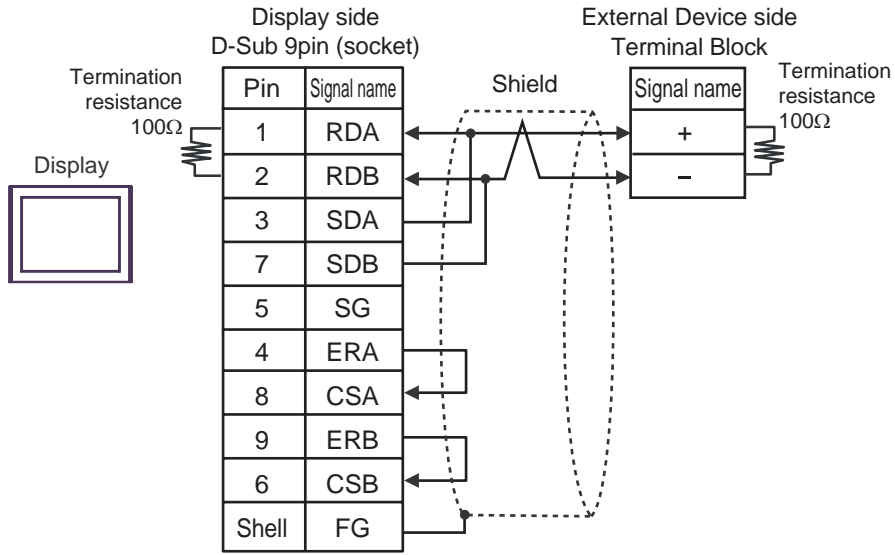 Display side
D-Sub 9pin (socket)
External Device side
Terminal Block
Termination
resistance
100Ω
Display
Pin Signal name
1 RDA
2 RDB
3 SDA
7 SDB
5 SG
4 ERA
8 CSA
9 ERB
6 CSB
Shell FG
Shield
Signal name
+
−
Termination
resistance
100Ω